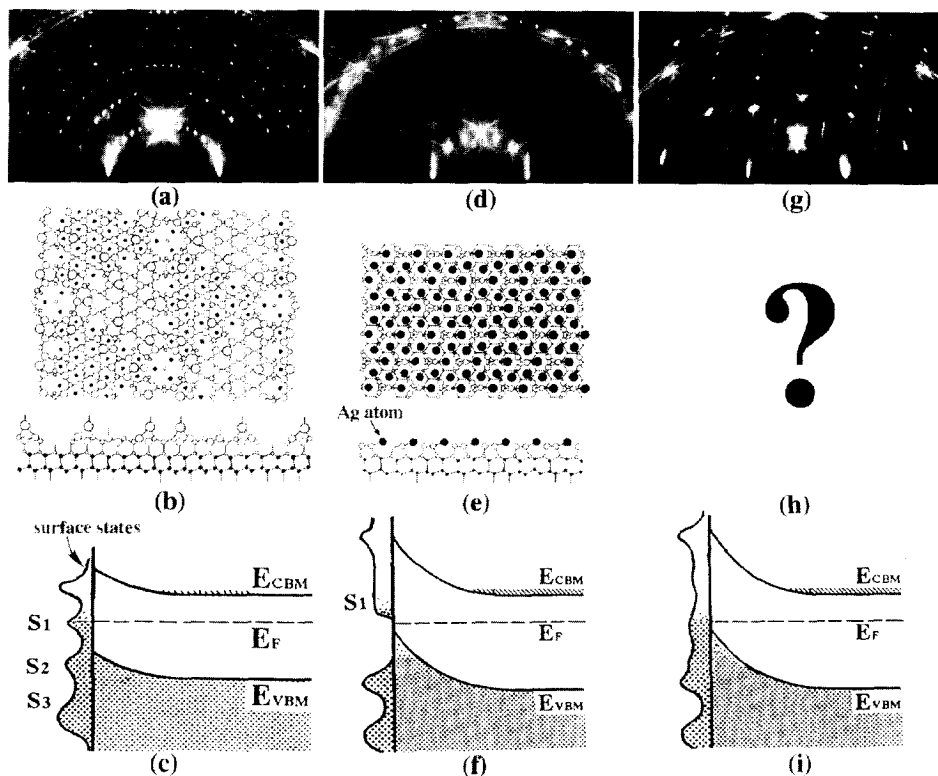 (a)
(d)
(g)
(b)
Ag atom
(e)
?
(h)
surface states
ECBM
S1
EF
S2
S3
EVBM
(c)
ECBM
S1
EF
EVBM
(f)
ECBM
EF
EVBM
(i)